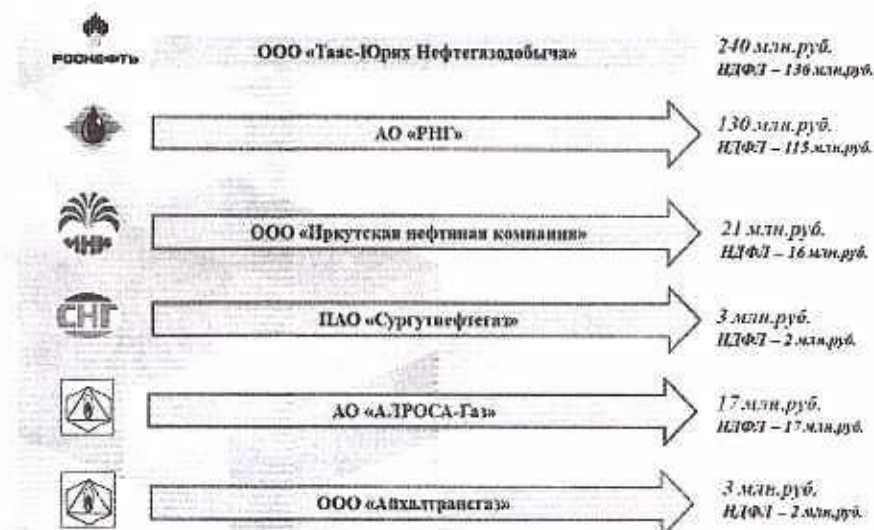 РОСНЕФТЬ
ООО «Таас-Юрях Нефтегазодобыча»
240 млн.руб.
НДФЛ – 136 млн.руб.
АО «РНГ»
130 млн.руб.
НДФЛ – 115 млн.руб.
ООО «Иркутская нефтяная компания»
21 млн.руб.
НДФЛ – 16 млн.руб.
ИНК
СНГ
ПАО «Сургутнефтегаз»
3 млн.руб.
НДФЛ – 2 млн.руб.
АО «АЛРОСА-Газ»
17 млн.руб.
НДФЛ – 17 млн.руб.
ООО «Айхалтрансгаз»
3 млн.руб.
НДФЛ – 2 млн.руб.